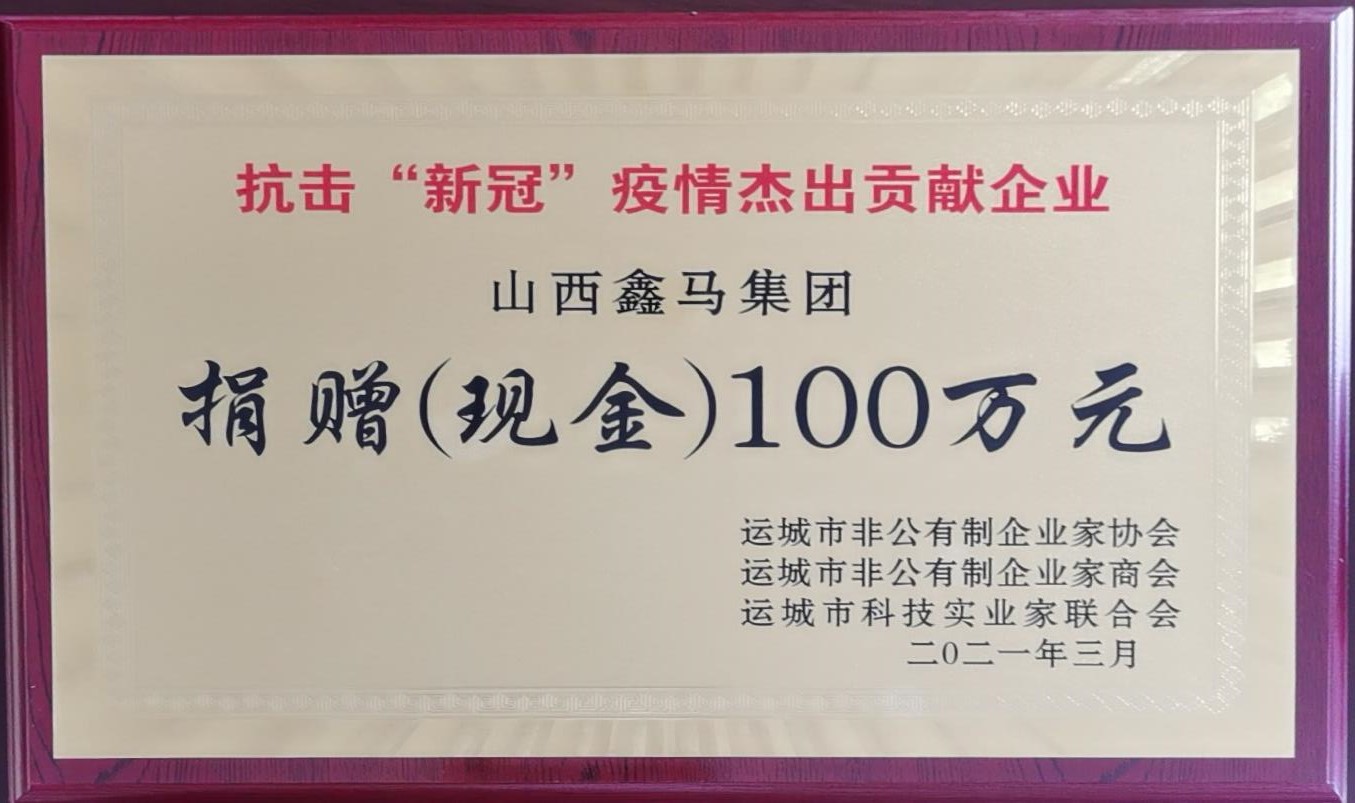 抗击“新冠”疫情杰出贡献企业
山西鑫马集团
捐赠(现金)100万元
运城市非公有制企业家协会
运城市非公有制企业家商会
运城市科技实业家联合会
二0二一年三月